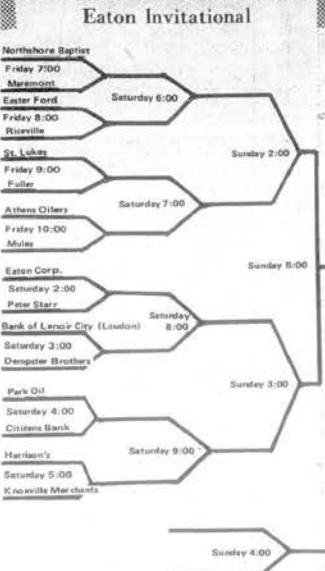 Eaton Invitational
Northshore Baptist
Friday 7:00
Maremont
Saturday 6:00
Easter Ford
Friday 8:00
Riceville
St. Lukes
Sunday 2:00
Friday 9:00
Fuller
Saturday 7:00
Athens Oilers
Friday 10:00
Mules
Sunday 5:00
Eaton Corp.
Saturday 2:00
Peter Starr
Saturday
8:00
Bank of Lenoir City (Loudon)
Saturday 3:00
Dempster Brothers
Sunday 3:00
Park Oil
Saturday 4:00
Citizens Bank
Saturday 9:00
Harrison's
Saturday 5:00
Knoxville Merchants
Sunday 4:00